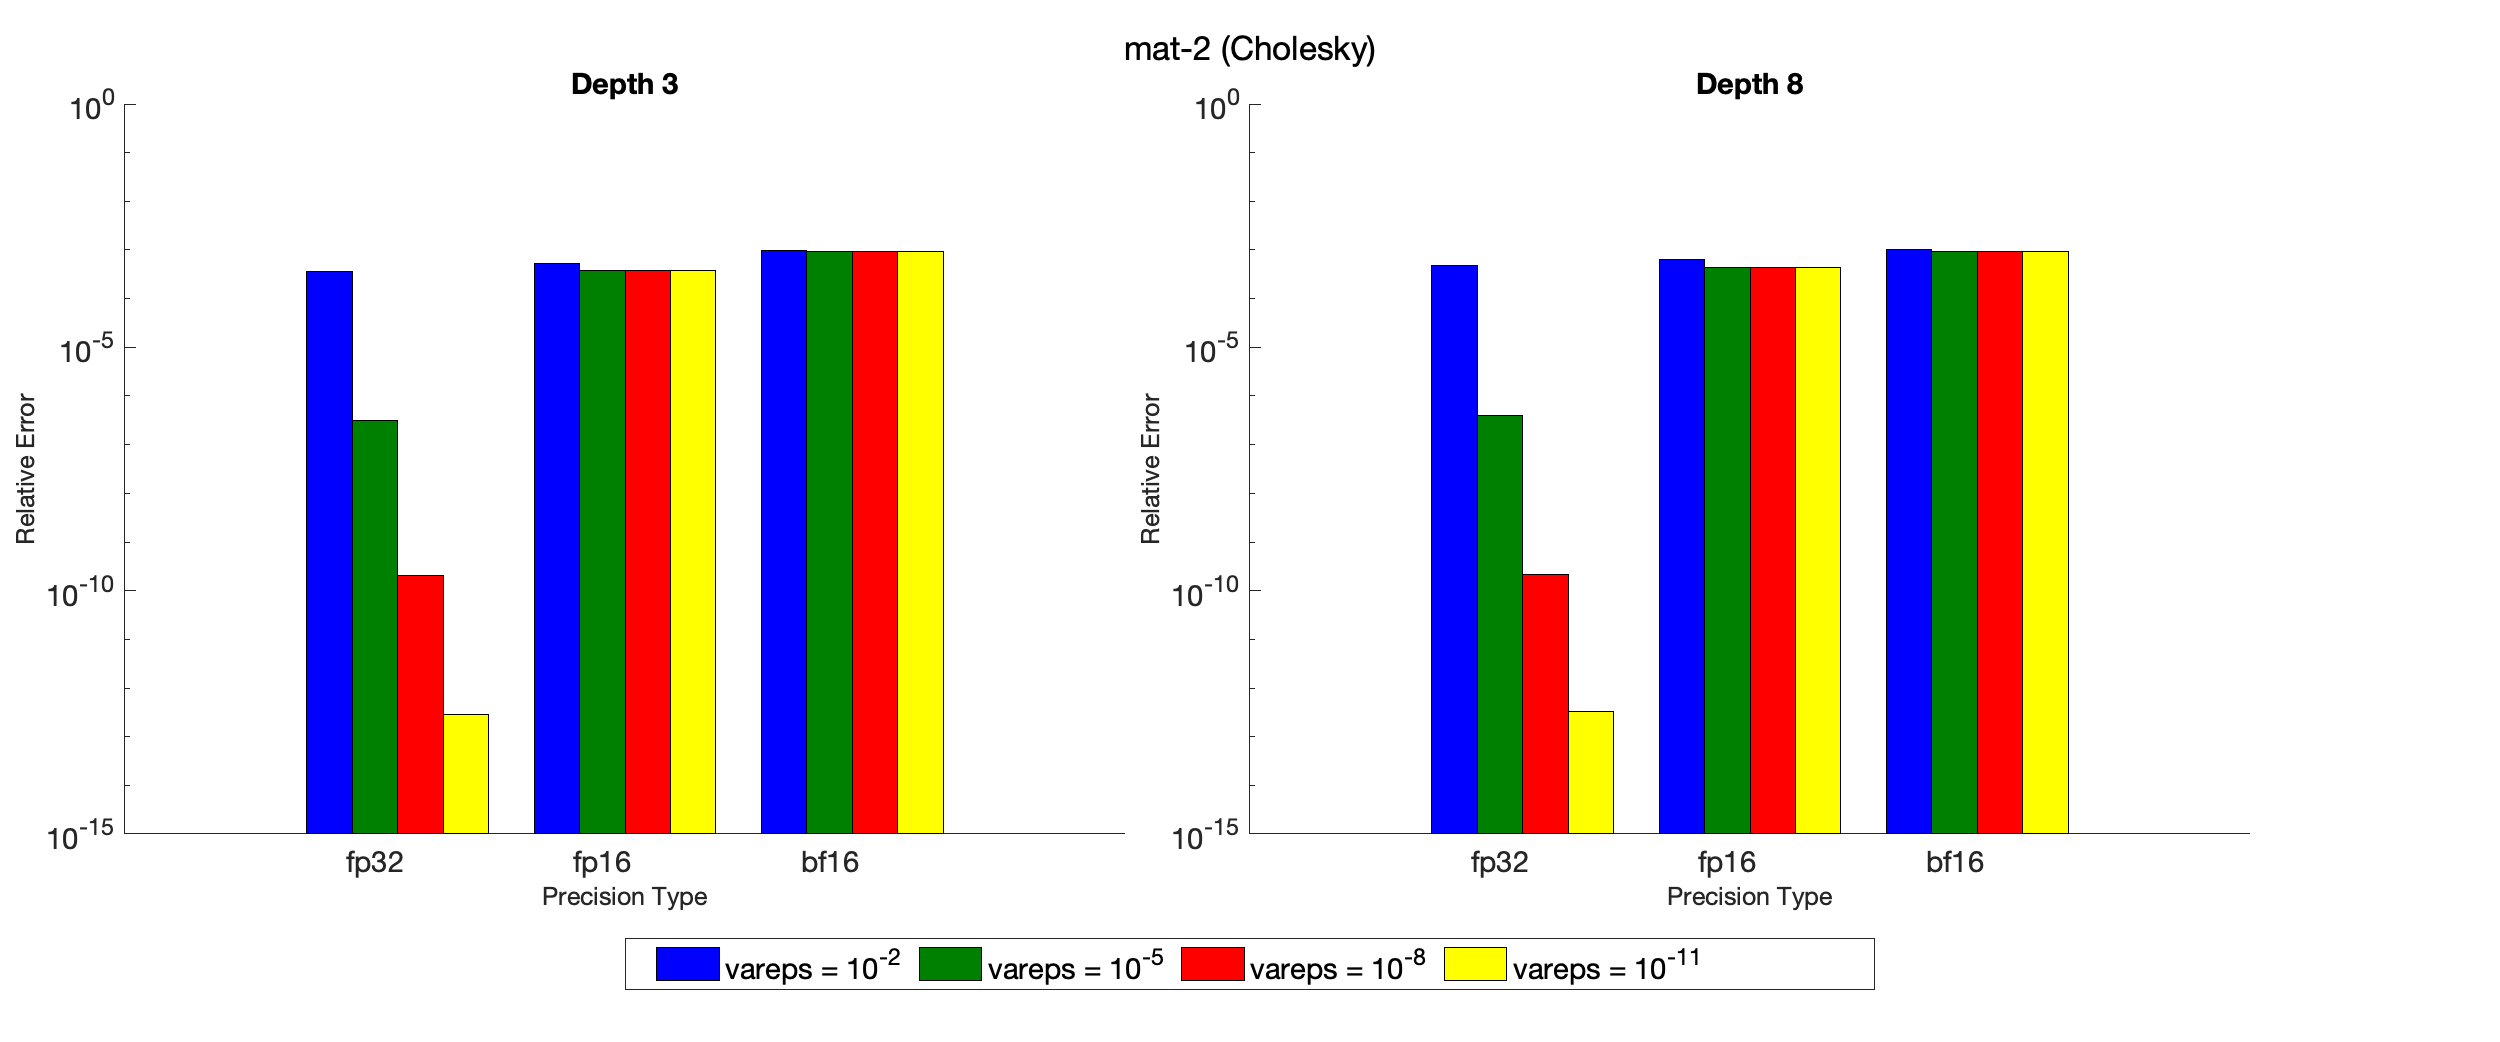 mat-2 (Cholesky)
Depth 3
10^0
10^-5
10^-10
10^-15
Relative Error
fp32 fp16 bf16
Precision Type
Depth 8
10^0
10^-5
10^-10
10^-15
Relative Error
fp32 fp16 bf16
Precision Type
vareps = 10^-2 vareps = 10^-5 vareps = 10^-8 vareps = 10^-11